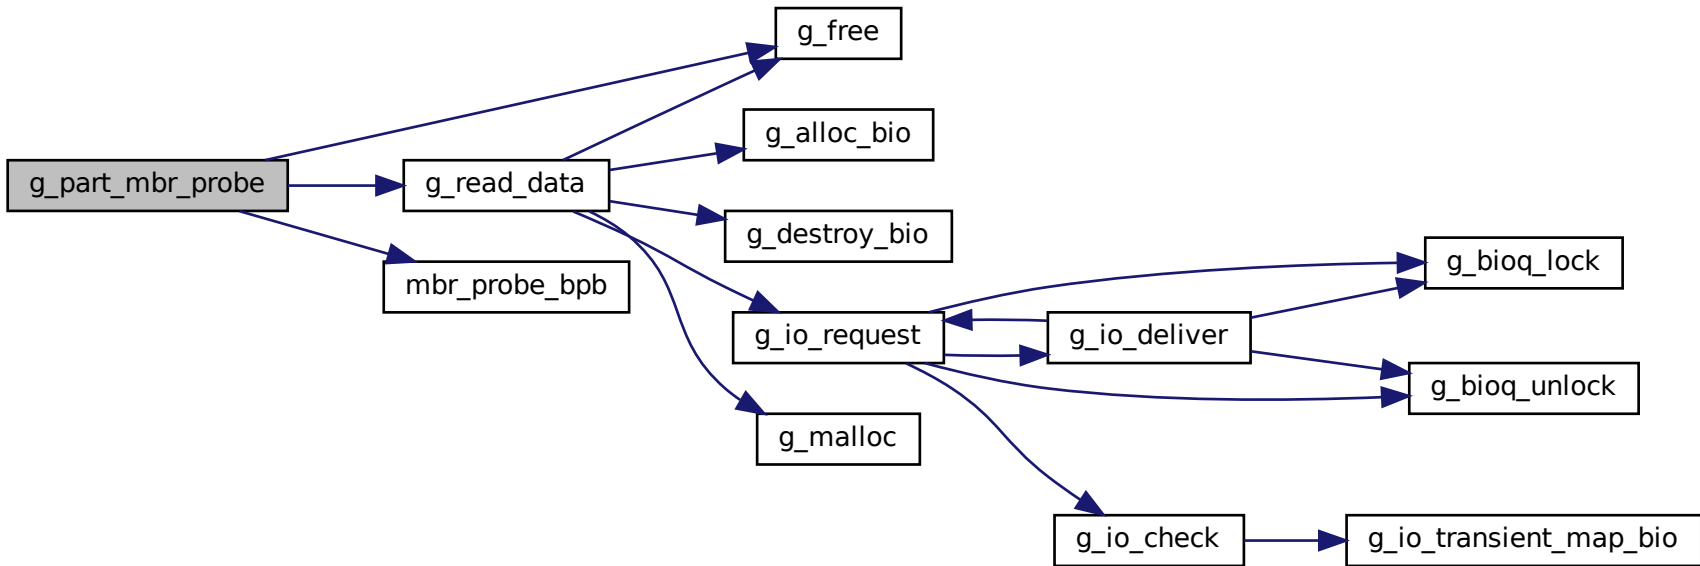 g_free
g_alloc_bio
g_part_mbr_probe
g_read_data
g_destroy_bio
g_bioq_lock
mbr_probe_bpb
g_io_request
g_io_deliver
g_bioq_unlock
g_malloc
g_io_check
g_io_transient_map_bio